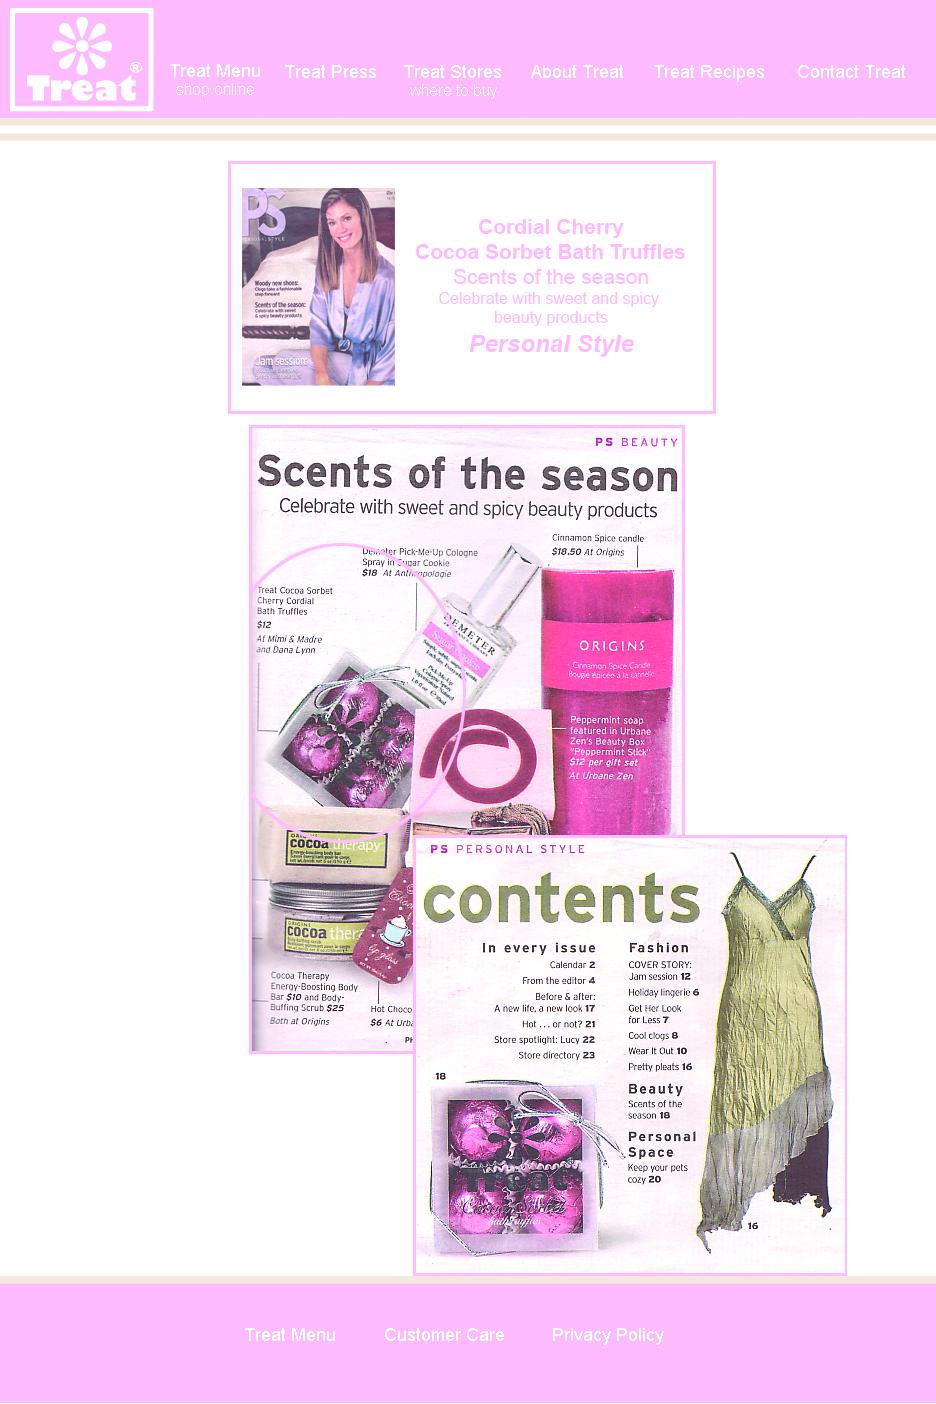 Treat®
Treat Menu
shop online
Treat Press
Treat Stores
where to buy
About Treat
Treat Recipes
Contact Treat
PS
PERSONAL STYLE
Woody new shoes:
Clogs take a fashionable
step forward
Scents of the season:
Celebrate with sweet
& spicy beauty products
Jam session
Cordial Cherry
Cocoa Sorbet Bath Truffles
Scents of the season
Celebrate with sweet and spicy
beauty products
Personal Style
PS BEAUTY
Scents of the season
Celebrate with sweet and spicy beauty products
Demeter Pick-Me-Up Cologne
Spray in Sugar Cookie
$18 At Anthropologie
Cinnamon Spice candle
$18.50 At Origins
Treat Cocoa Sorbet
Cherry Cordial
Bath Truffles
$12
At Mimi & Madre
and Dana Lynn
DEMETER
Sugar Cookie
ORIGINS
Cinnamon Spice Candle
Bougie épicée à la cannelle
Peppermint soap
featured in Urbane
Zen's Beauty Box
"Peppermint Stick"
$12 per gift set
At Urbane Zen
cocoa therapy
Energy-boosting body bar
ORIGINS
cocoa thera
lip gloss
Cocoa Therapy
Energy-Boosting Body
Bar $10 and Body-
Buffing Scrub $25
Both at Origins
Hot Choco
$6 At Urba
PS PERSONAL STYLE
contents
In every issue
Calendar 2
From the editor 4
Before & after:
A new life, a new look 17
Hot ... or not? 21
Store spotlight: Lucy 22
Store directory 23
Fashion
COVER STORY:
Jam session 12
Holiday lingerie 6
Get Her Look
for Less 7
Cool clogs 8
Wear It Out 10
Pretty pleats 16
Beauty
Scents of the
season 18
Personal
Space
Keep your pets
cozy 20
18
Treat
Cocoa Sorbet
bath truffles
16
Treat Menu
Customer Care
Privacy Policy